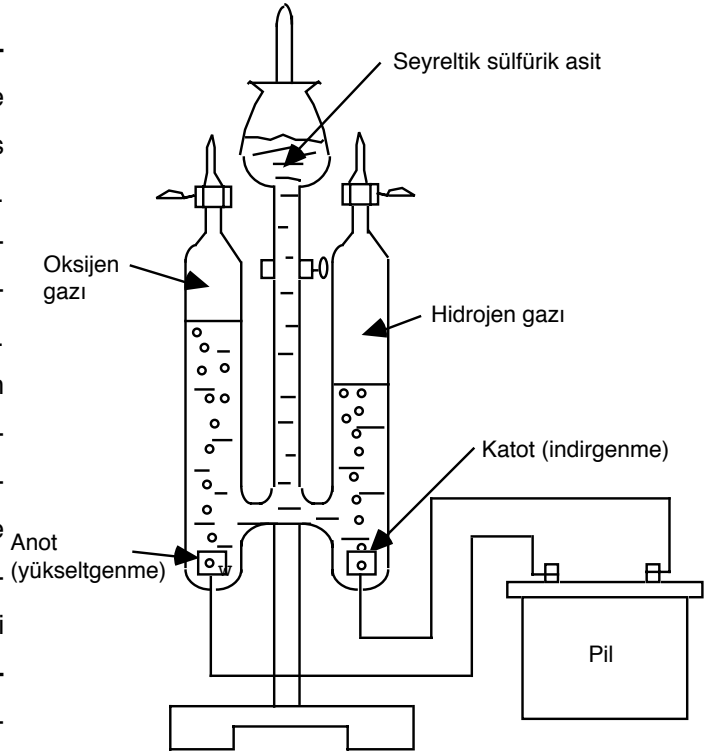 Seyreltik sülfürik asit
Oksijen
gazı
Hidrojen gazı
Katot (indirgenme)
Anot
(yükseltgenme)
w
Pil